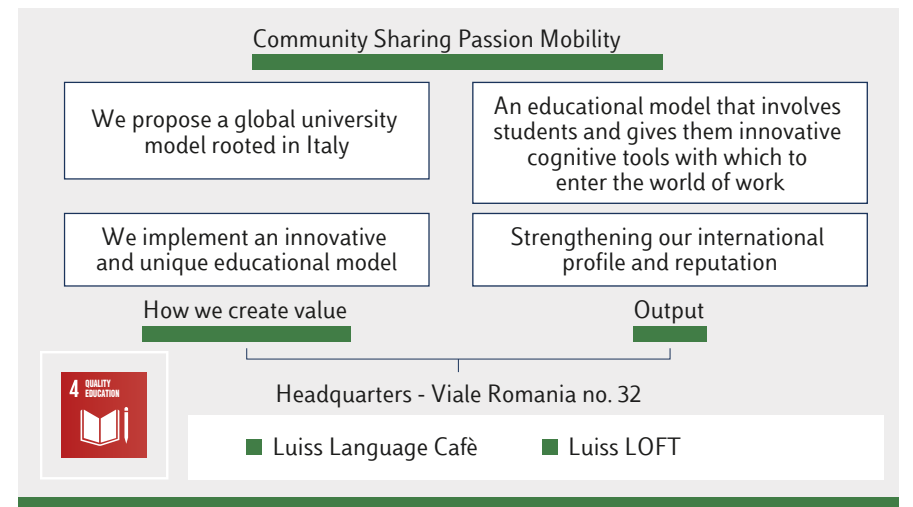 Community Sharing Passion Mobility
We propose a global university
model rooted in Italy
An educational model that involves
students and gives them innovative
cognitive tools with which to
enter the world of work
We implement an innovative
and unique educational model
Strengthening our international
profile and reputation
How we create value
Output
4 QUALITY
EDUCATION
Headquarters - Viale Romania no. 32
Luiss Language Cafè
Luiss LOFT